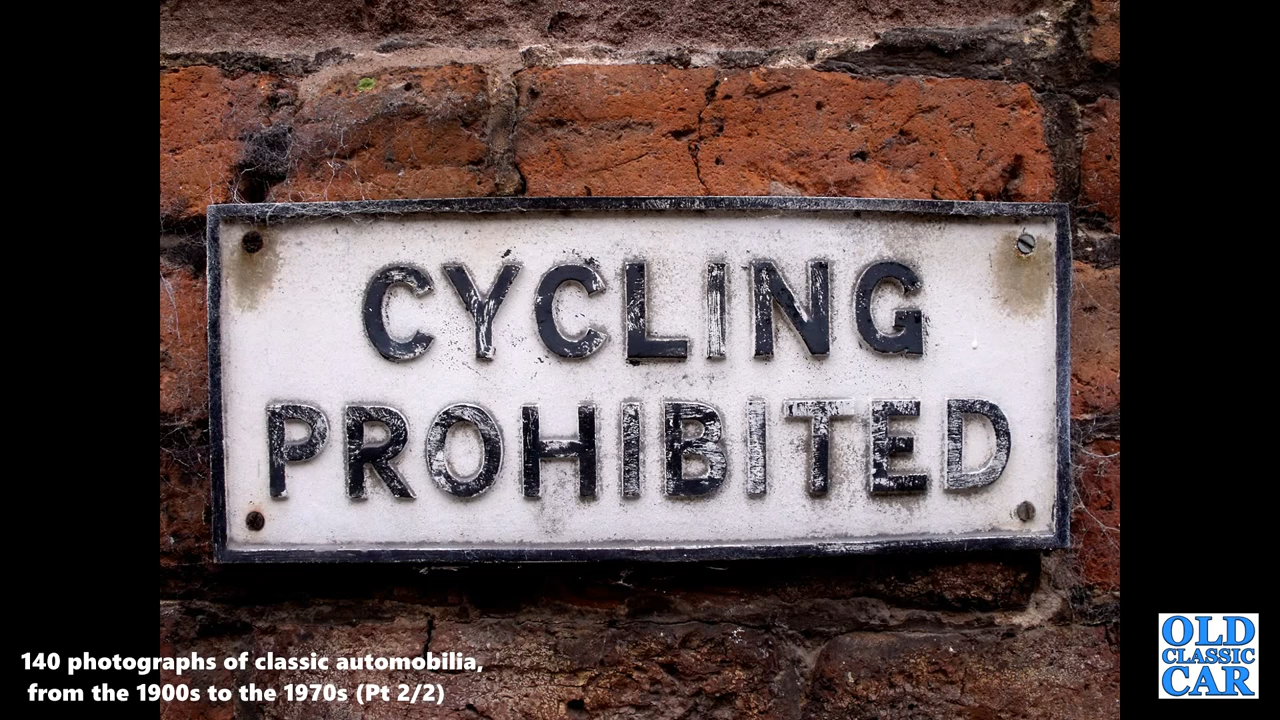 CYCLING
PROHIBITED
140 photographs of classic automobilia,
from the 1900s to the 1970s (Pt 2/2)
OLD
CLASSIC
CAR